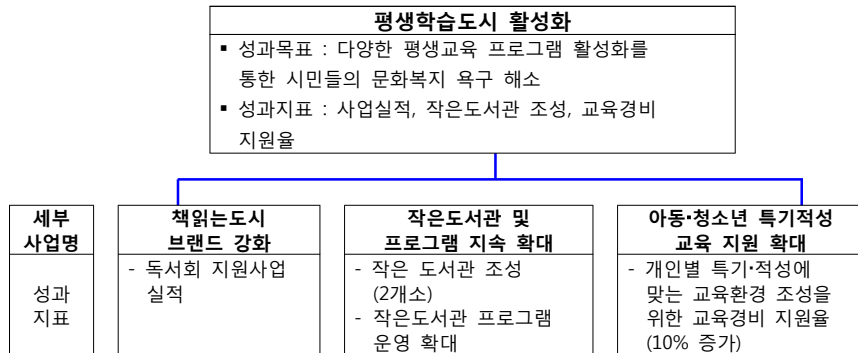 평생학습도시 활성화
▪ 성과목표 : 다양한 평생교육 프로그램 활성화를
통한 시민들의 문화복지 욕구 해소
▪ 성과지표 : 사업실적, 작은도서관 조성, 교육경비
지원율
세부
사업명
책읽는도시
브랜드 강화
작은도서관 및
프로그램 지속 확대
아동•청소년 특기적성
교육 지원 확대
성과
지표
- 독서회 지원사업
실적
- 작은 도서관 조성
(2개소)
- 작은도서관 프로그램
운영 확대
- 개인별 특기•적성에
맞는 교육환경 조성을
위한 교육경비 지원율
(10% 증가)